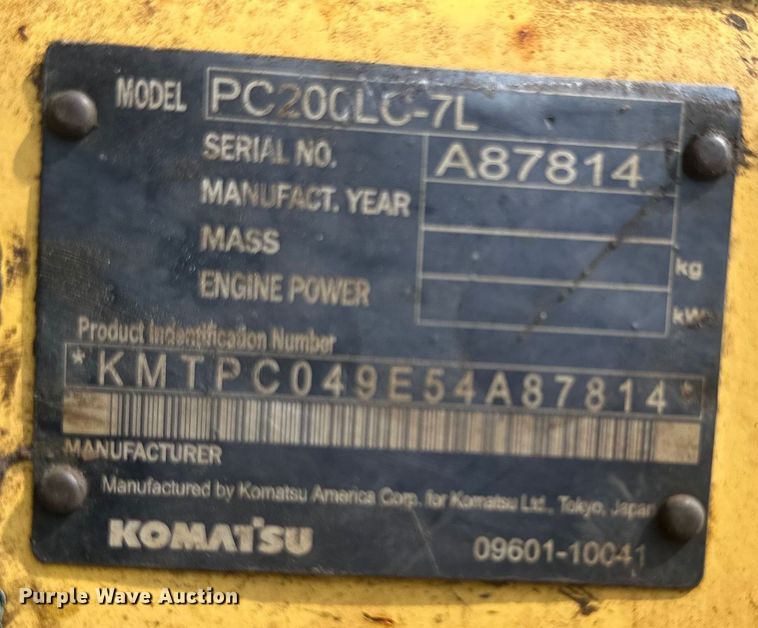 MODEL PC200LC-7L
SERIAL NO. A87814
MANUFACT. YEAR
MASS kg
ENGINE POWER kW
Product Indentification Number
*KMTPC049E54A87814*
MANUFACTURER
Manufactured by Komatsu America Corp. for Komatsu Ltd., Tokyo, Japan
KOMATSU 09601-10041
Purple Wave Auction